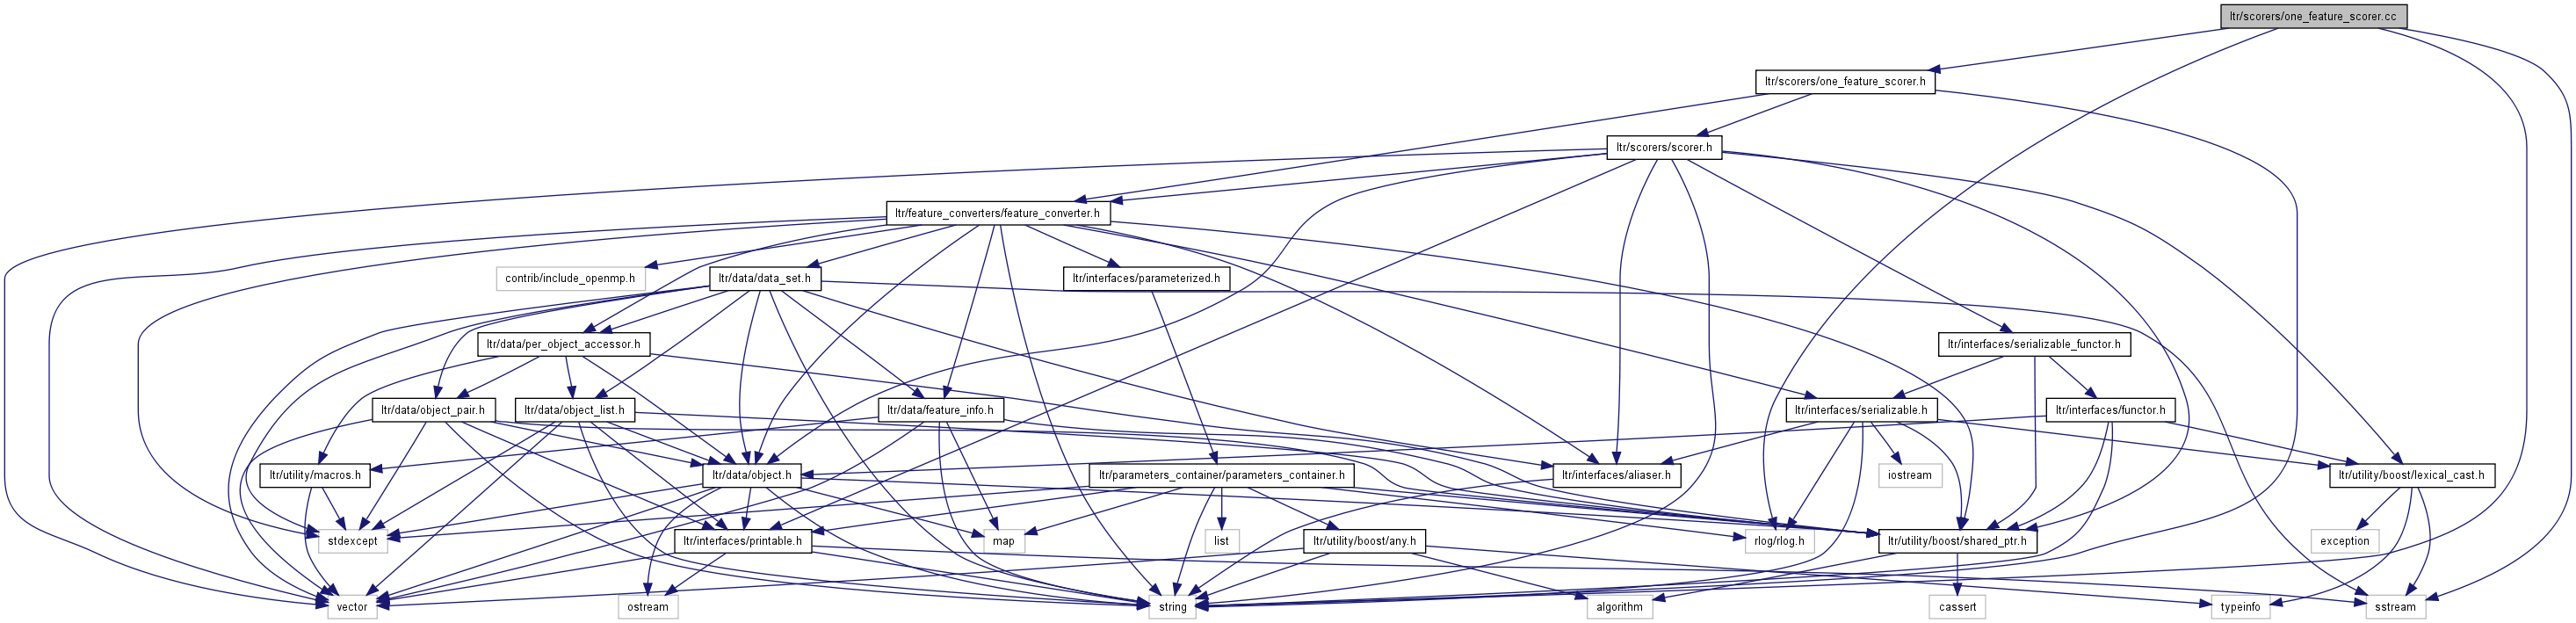 ltr/scorers/one_feature_scorer.cc
ltr/scorers/one_feature_scorer.h
ltr/scorers/scorer.h
ltr/feature_converters/feature_converter.h
contrib/include_openmp.h
ltr/data/data_set.h
ltr/interfaces/parameterized.h
ltr/data/per_object_accessor.h
ltr/interfaces/serializable_functor.h
ltr/data/object_pair.h
ltr/data/object_list.h
ltr/data/feature_info.h
ltr/interfaces/serializable.h
ltr/interfaces/functor.h
ltr/utility/macros.h
ltr/data/object.h
ltr/parameters_container/parameters_container.h
ltr/interfaces/aliaser.h
iostream
ltr/utility/boost/lexical_cast.h
stdexcept
ltr/interfaces/printable.h
map
list
ltr/utility/boost/any.h
rlog/rlog.h
ltr/utility/boost/shared_ptr.h
exception
vector
ostream
string
algorithm
cassert
typeinfo
sstream